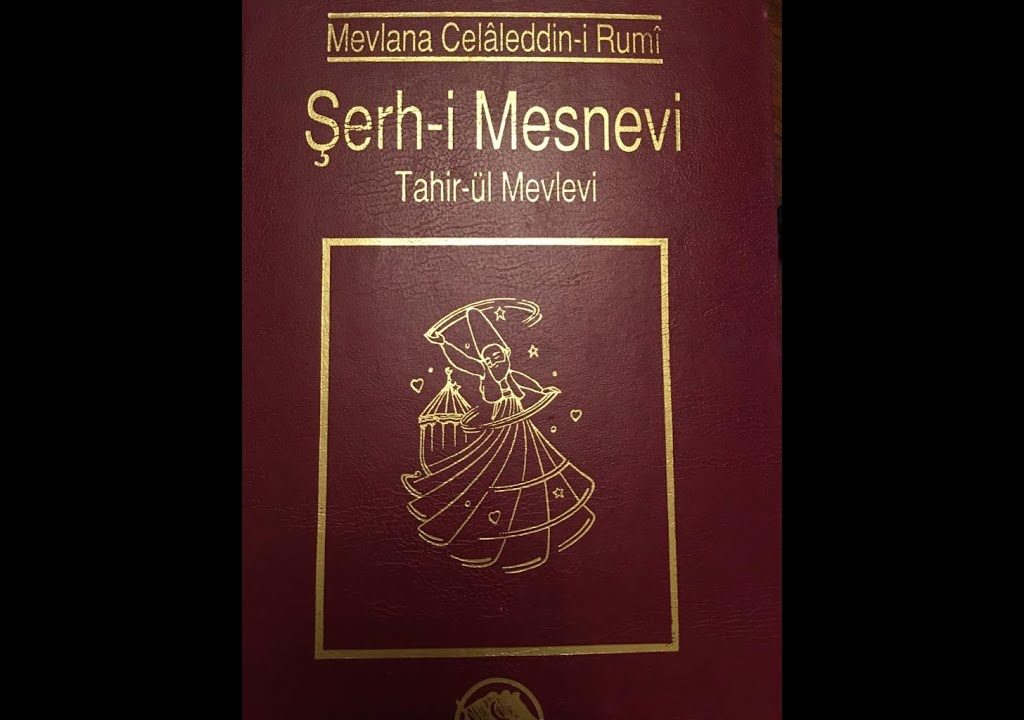 Mevlana Celâleddin-i Rumî
Şerh-i Mesnevi
Tahir-ül Mevlevi